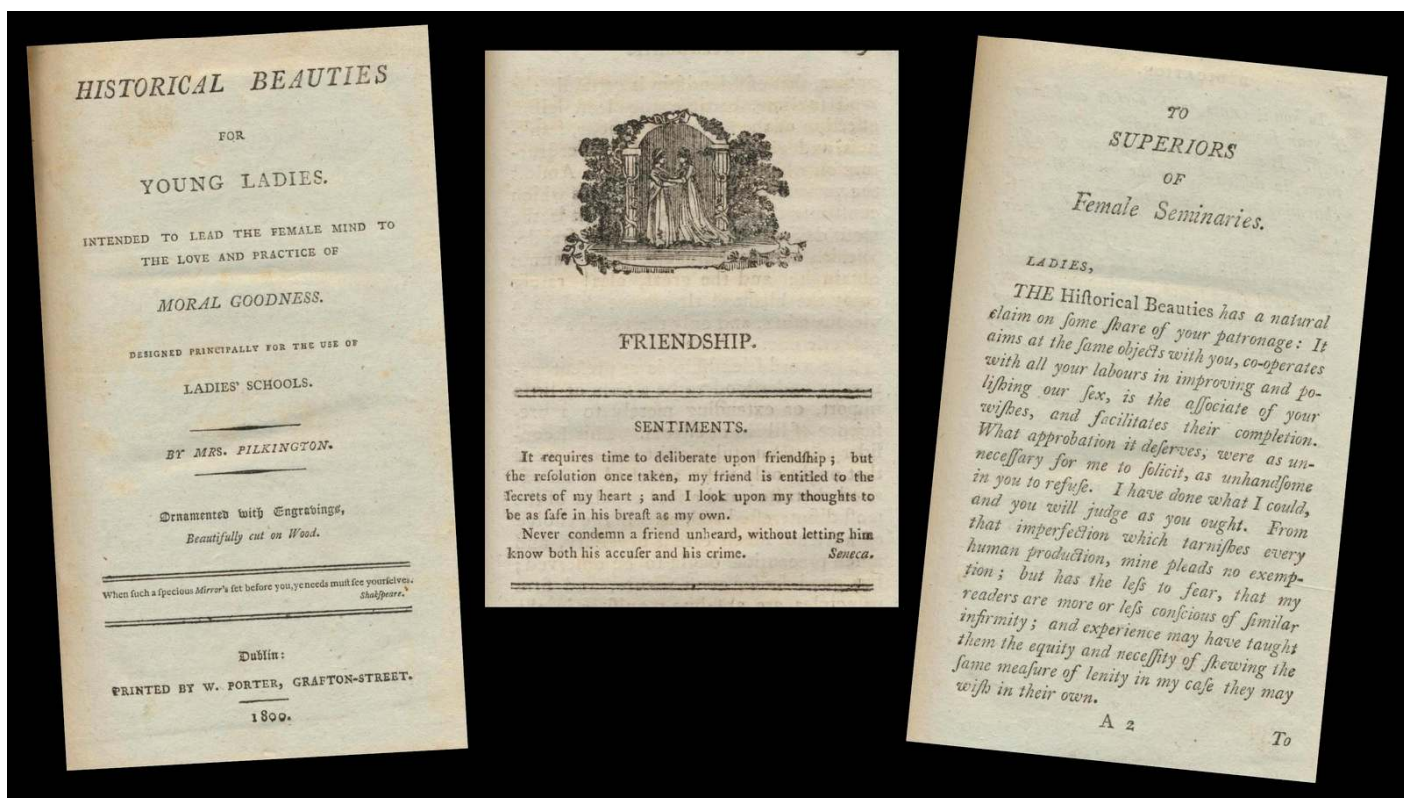 HISTORICAL BEAUTIES
FOR
YOUNG LADIES.
INTENDED TO LEAD THE FEMALE MIND TO
THE LOVE AND PRACTICE OF
MORAL GOODNESS.
DESIGNED PRINCIPALLY FOR THE USE OF
LADIES' SCHOOLS.
BY MRS. PILKINGTON.
Ornamented with Engravings,
Beautifully cut on Wood.
When ſuch a ſpecious Mirror's ſet before you, ye needs muſt ſee yourſelves.
Shakſpeare.
Dublin:
PRINTED BY W. PORTER, GRAFTON-STREET.
1800.
FRIENDSHIP.
SENTIMENTS.
It requires time to deliberate upon friendſhip; but
the reſolution once taken, my friend is entitled to the
ſecrets of my heart; and I look upon my thoughts to
be as ſafe in his breaſt as my own.
Never condemn a friend unheard, without letting him
know both his accuſer and his crime. Seneca.
TO
SUPERIORS
OF
Female Seminaries.
LADIES,
THE Hiſtorical Beauties has a natural
claim on ſome ſhare of your patronage: It
aims at the ſame objects with you, co-operates
with all your labours in improving and po-
liſhing our ſex, is the aſſociate of your
wiſhes, and facilitates their completion.
What approbation it deſerves, were as un-
neceſſary for me to ſolicit, as unhandſome
in you to refuſe. I have done what I could,
and you will judge as you ought. From
that imperfection which tarniſhes every
human production, mine pleads no exemp-
tion; but has the leſs to fear, that my
readers are more or leſs conſcious of ſimilar
infirmity; and experience may have taught
them the equity and neceſſity of ſhewing the
ſame meaſure of lenity in my caſe they may
wiſh in their own.
A 2
To